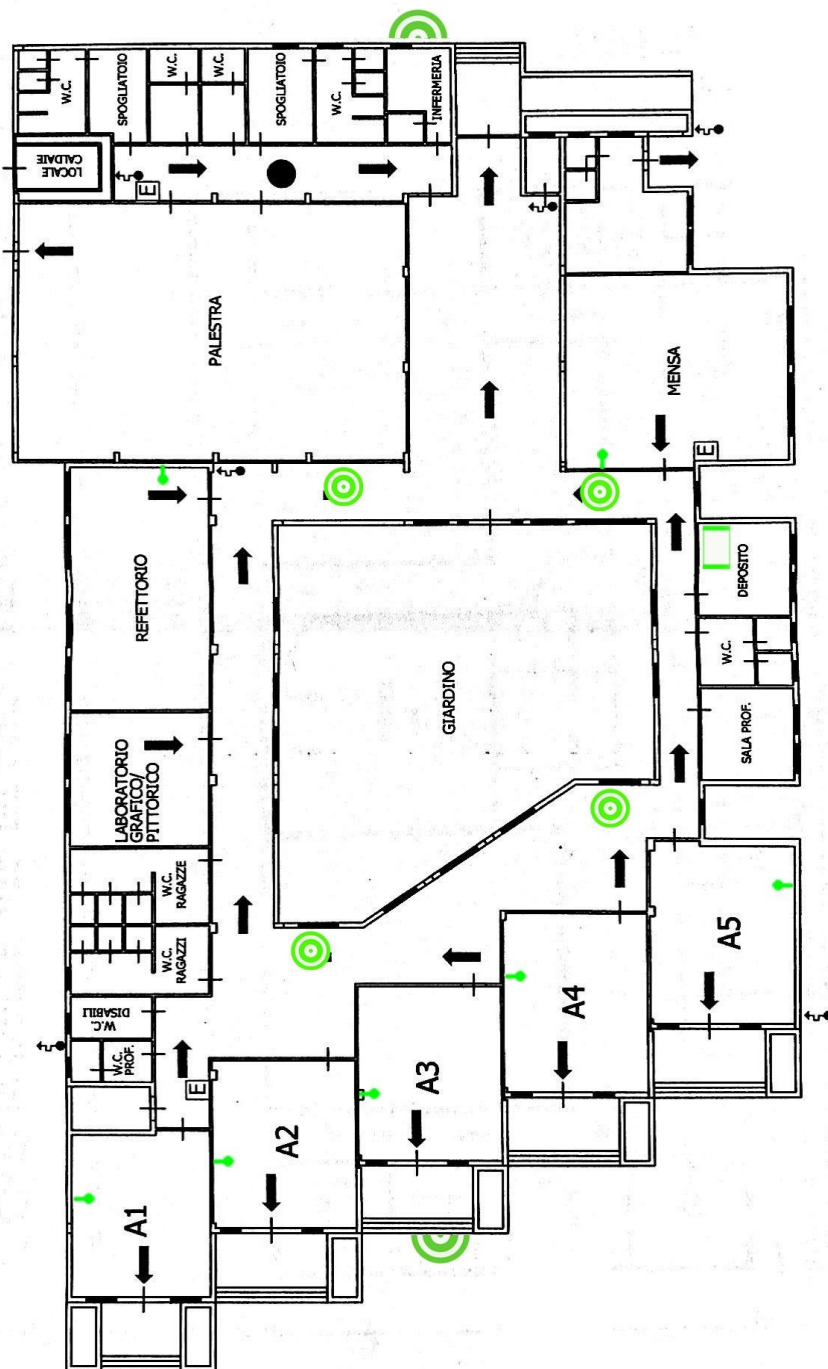 W.C.
SPOGLIATOIO
W.C.
W.C.
SPOGLIATOIO
W.C.
INFERMERIA
LOCALE
CALDAIE
E
PALESTRA
MENSA
E
REFETTORIO
GIARDINO
DEPOSITO
W.C.
SALA PROF.
LABORATORIO
GRAFICO/
PITTORICO
W.C.
RAGAZZE
W.C.
RAGAZZI
W.C.
DISABILI
W.C.
PROF.
E
A1
A2
A3
A4
A5